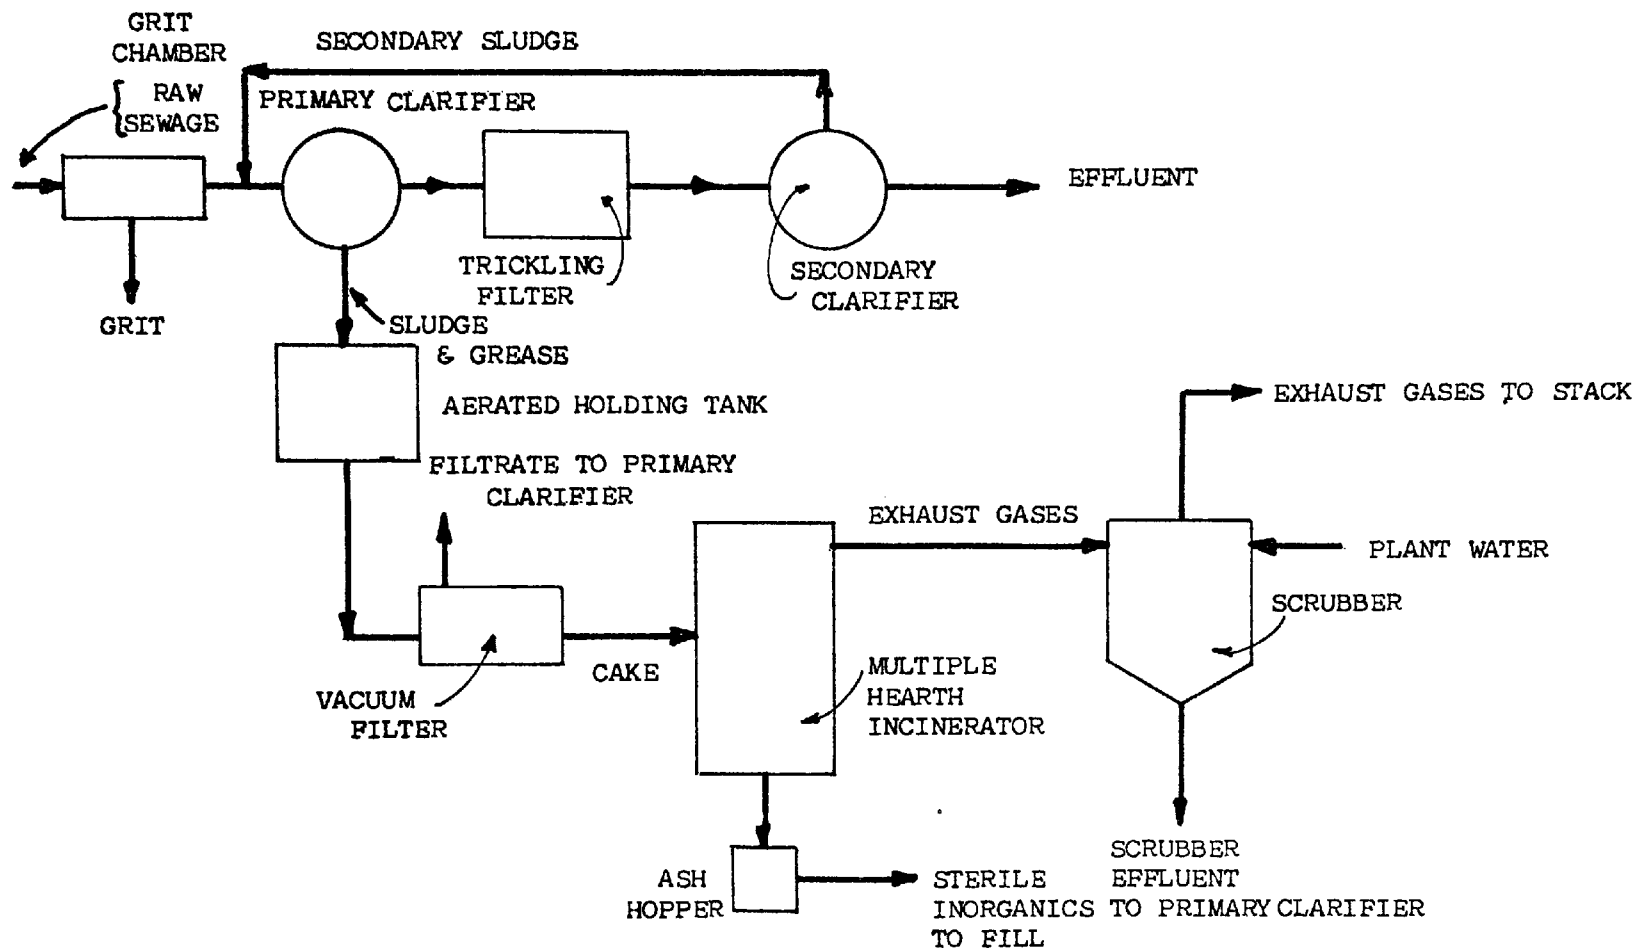 GRIT
CHAMBER
SECONDARY SLUDGE
RAW
SEWAGE
PRIMARY CLARIFIER
EFFLUENT
TRICKLING
FILTER
SECONDARY
CLARIFIER
GRIT
SLUDGE
& GREASE
AERATED HOLDING TANK
EXHAUST GASES TO STACK
FILTRATE TO PRIMARY
CLARIFIER
EXHAUST GASES
PLANT WATER
SCRUBBER
CAKE
MULTIPLE
HEARTH
INCINERATOR
VACUUM
FILTER
ASH
HOPPER
STERILE
INORGANICS
TO FILL
SCRUBBER
EFFLUENT
TO PRIMARY CLARIFIER